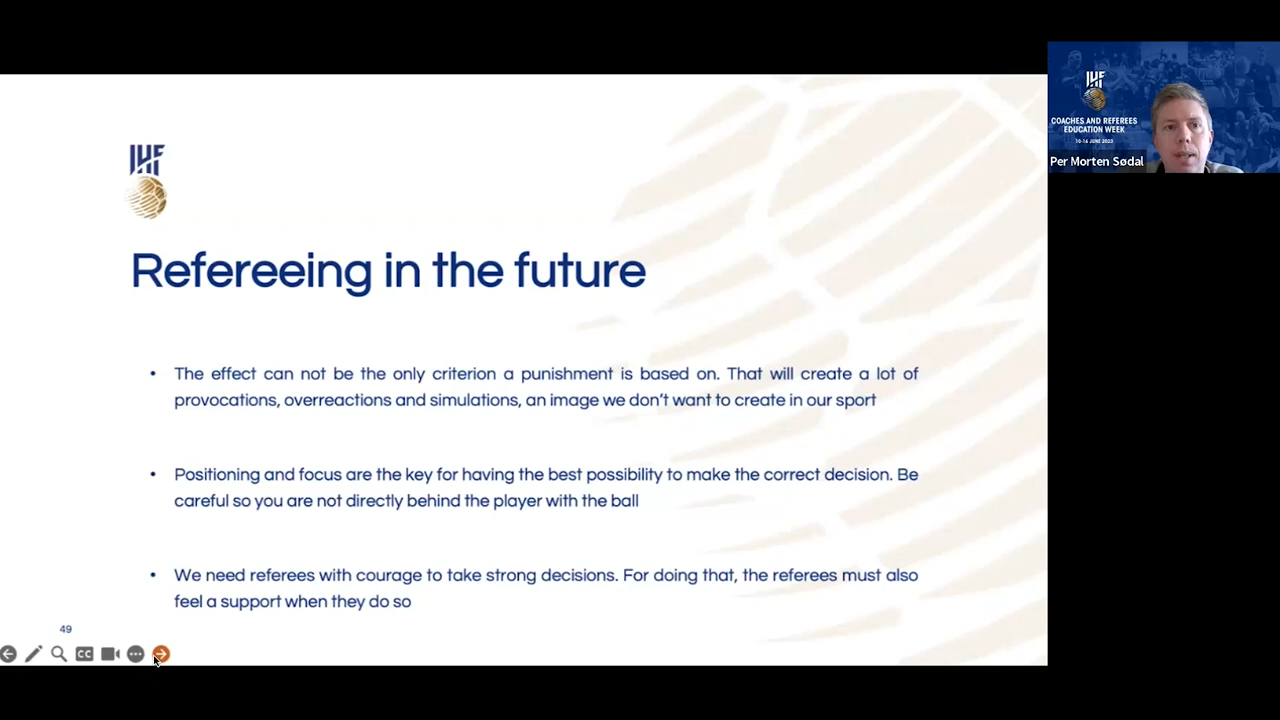 IHF
Refereeing in the future
• The effect can not be the only criterion a punishment is based on. That will create a lot of
provocations, overreactions and simulations, an image we don't want to create in our sport
• Positioning and focus are the key for having the best possibility to make the correct decision. Be
careful so you are not directly behind the player with the ball
• We need referees with courage to take strong decisions. For doing that, the referees must also
feel a support when they do so
49
CC
IHF
COACHES AND REFEREES
EDUCATION WEEK
10-16 JUNE 2023
Per Morten Sødal